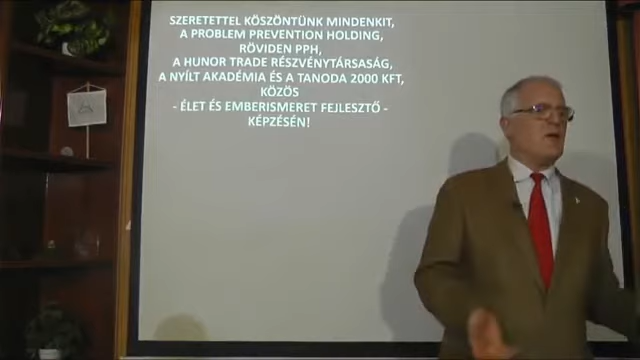 SZERETETTEL KÖSZÖNTÜNK MINDENKIT,
A PROBLEM PREVENTION HOLDING,
RÖVIDEN PPH,
A HUNOR TRADE RÉSZVÉNYTÁRSASÁG,
A NYÍLT AKADÉMIA ÉS A TANODA 2000 KFT,
KÖZÖS
- ÉLET ÉS EMBERISMERET FEJLESZTŐ -
KÉPZÉSÉN!